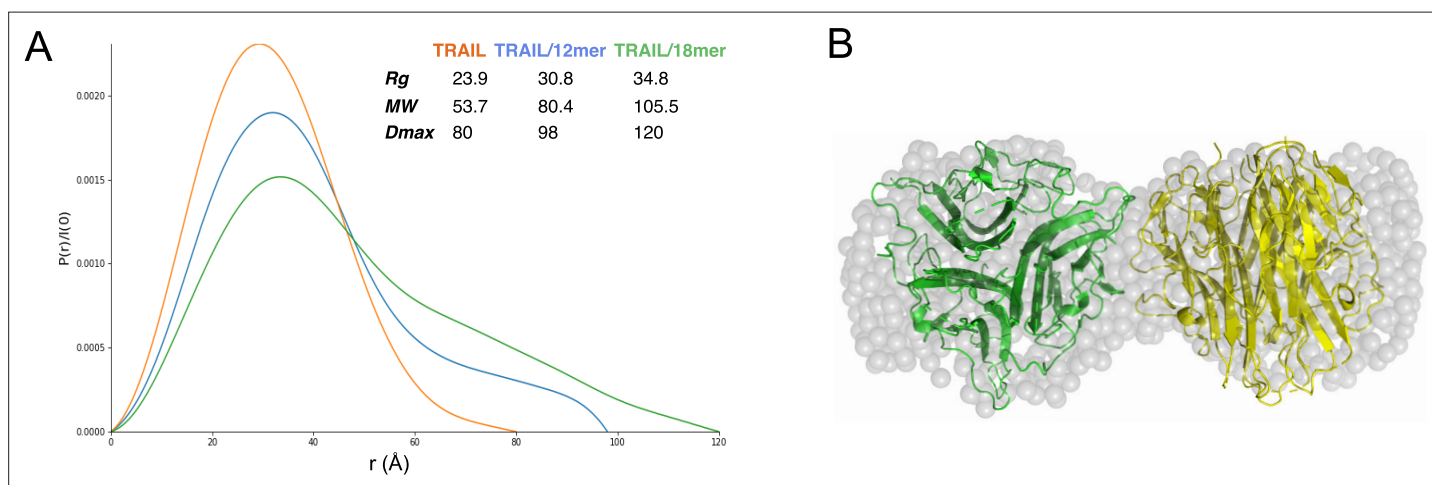 A
TRAIL TRAIL/12mer TRAIL/18mer
Rg 23.9 30.8 34.8
MW 53.7 80.4 105.5
Dmax 80 98 120
P(r)/I(0)
0.0020
0.0015
0.0010
0.0005
0.0000
0 20 40 60 80 100 120
r (Å)
B